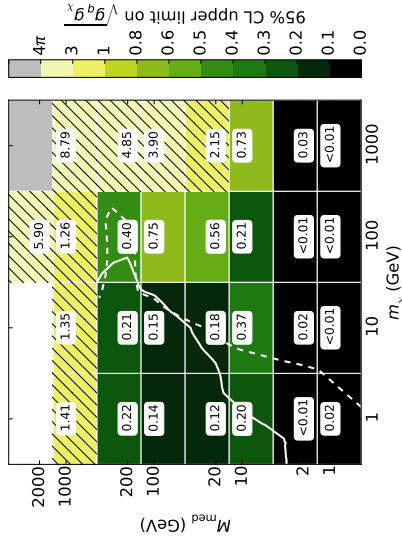 M_med (GeV)
2000 5.90
1000 1.41 1.35 1.26 8.79
200 0.22 0.21 0.40 4.85
100 0.14 0.15 0.75 3.90
20 0.12 0.18 0.56 2.15
10 0.20 0.37 0.21 0.73
2 <0.01 0.02 <0.01 0.03
1 0.02 <0.01 <0.01 <0.01
1 10 100 1000
m_χ (GeV)
4π
3
1
0.8
0.6
0.5
0.4
0.3
0.2
0.1
0.0
95% CL upper limit on √(g_q g_χ)